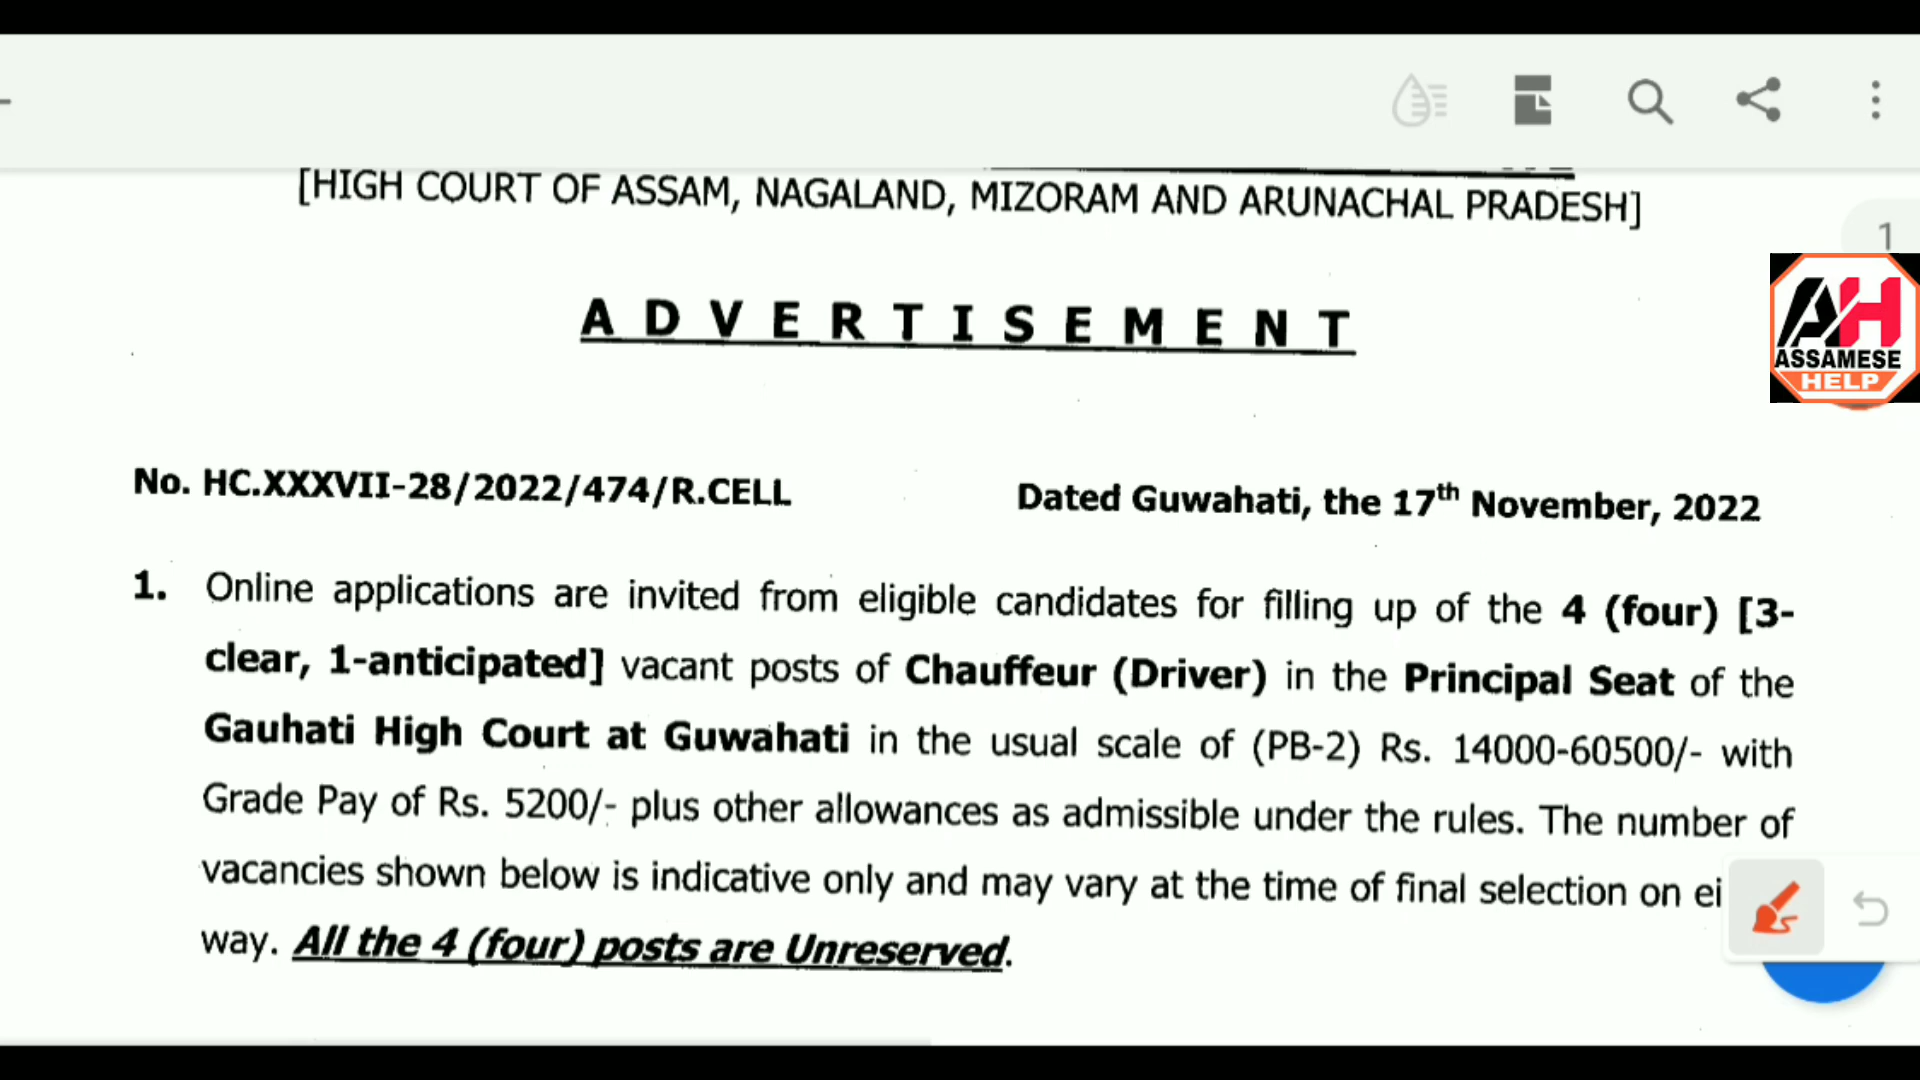 [HIGH COURT OF ASSAM, NAGALAND, MIZORAM AND ARUNACHAL PRADESH]
1
ADVERTISEMENT
AH
ASSAMESE
HELP
No. HC.XXXVII-28/2022/474/R.CELL Dated Guwahati, the 17th November, 2022
1. Online applications are invited from eligible candidates for filling up of the 4 (four) [3-
clear, 1-anticipated] vacant posts of Chauffeur (Driver) in the Principal Seat of the
Gauhati High Court at Guwahati in the usual scale of (PB-2) Rs. 14000-60500/- with
Grade Pay of Rs. 5200/- plus other allowances as admissible under the rules. The number of
vacancies shown below is indicative only and may vary at the time of final selection on ei
way. All the 4 (four) posts are Unreserved.